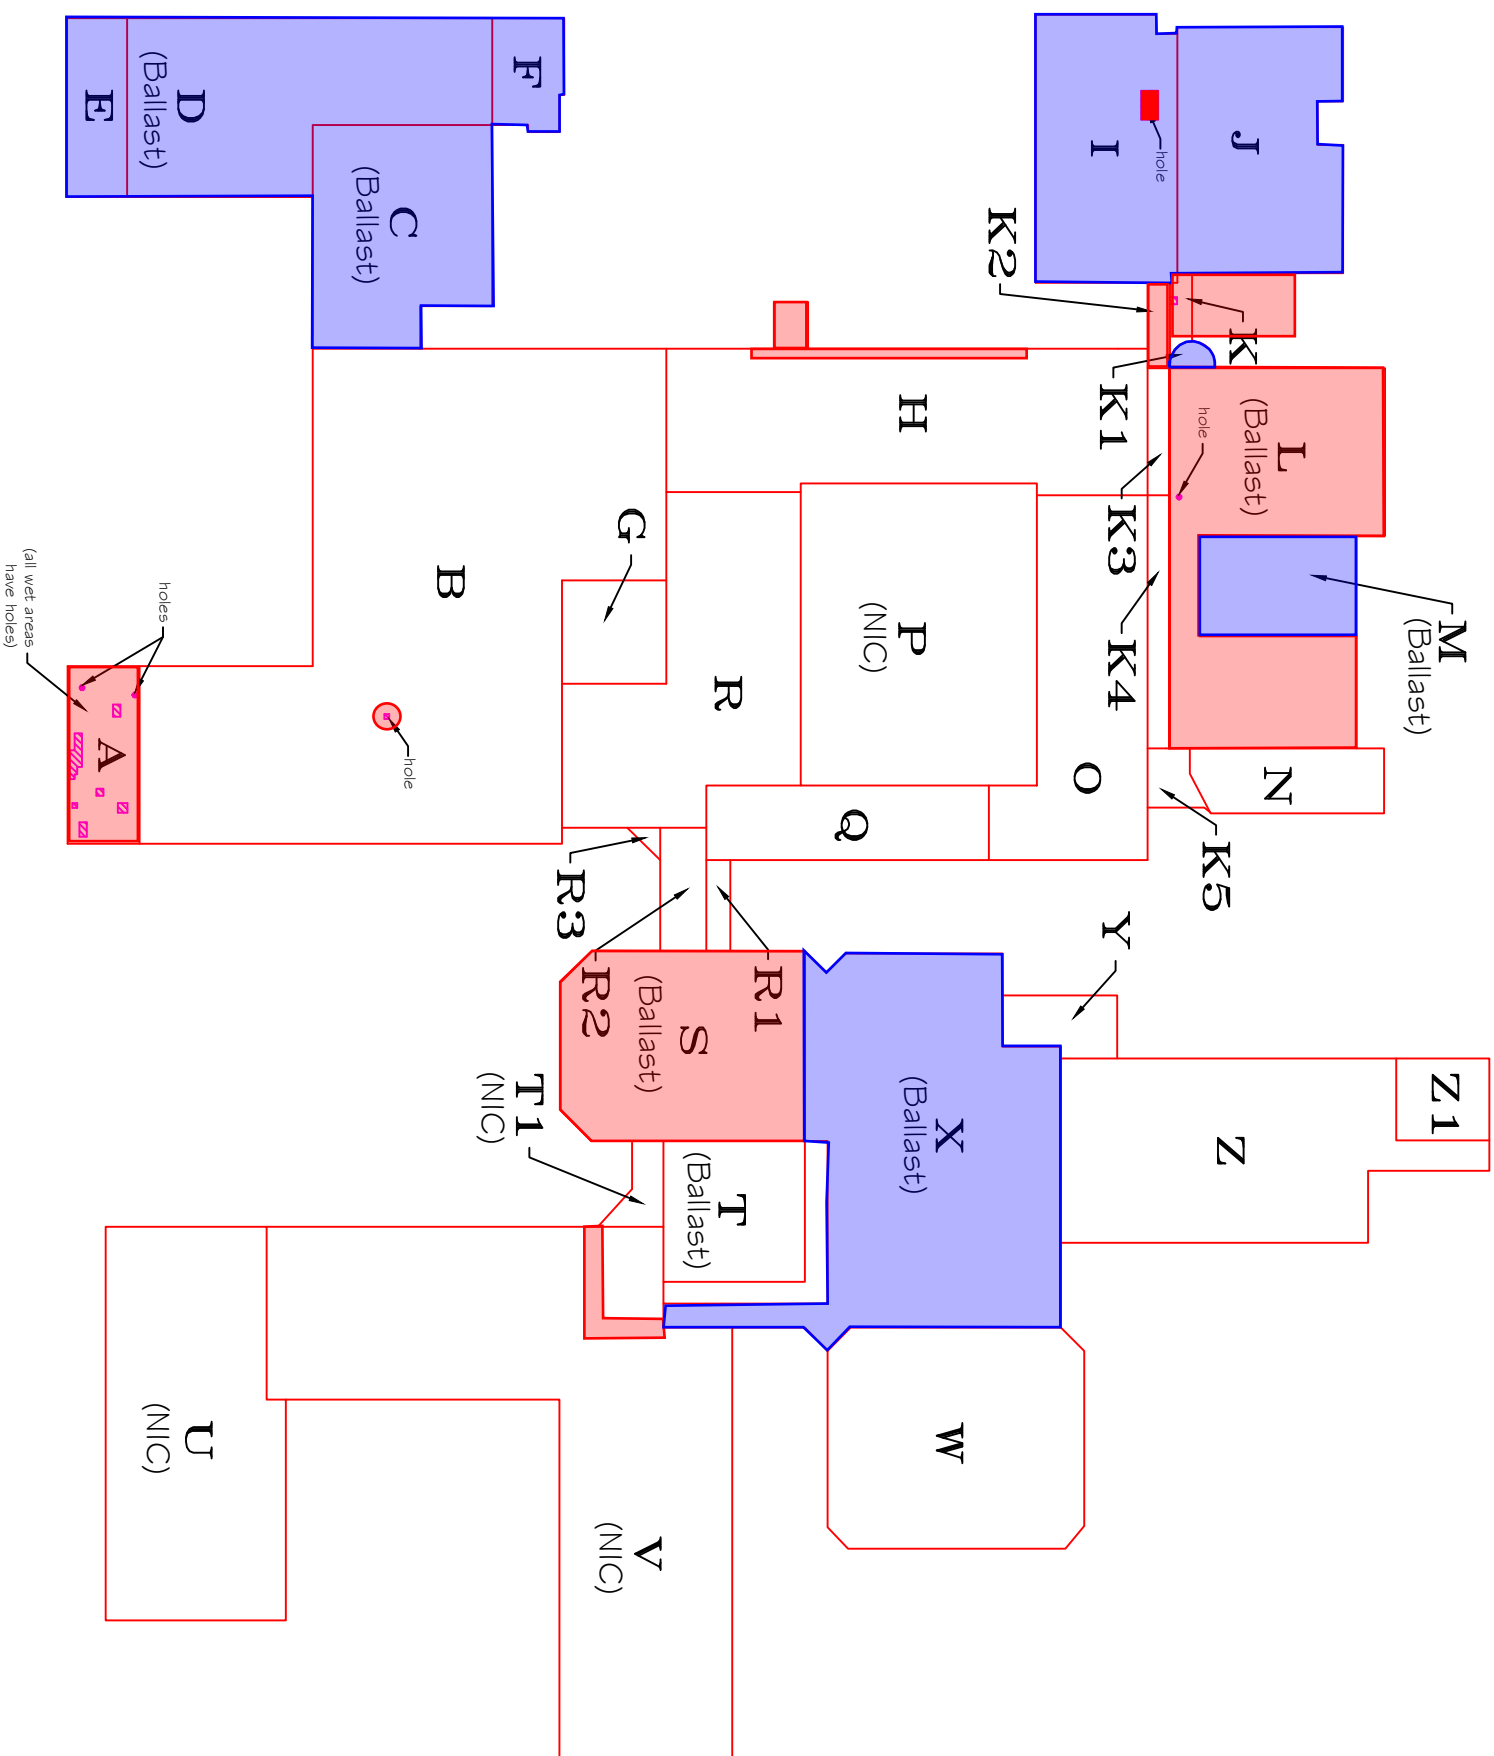 F
D
(Ballast)
E
C
(Ballast)
J
I
hole
K2
K
K1
L
(Ballast)
hole
K3
H
M
(Ballast)
K4
G
B
P
(NIC)
R
O
N
K5
Q
holes
(all wet areas
have holes)
A
hole
R3
R2
R1
Y
S
(Ballast)
X
(Ballast)
Z1
Z
T1
(NIC)
T
(Ballast)
W
U
(NIC)
V
(NIC)